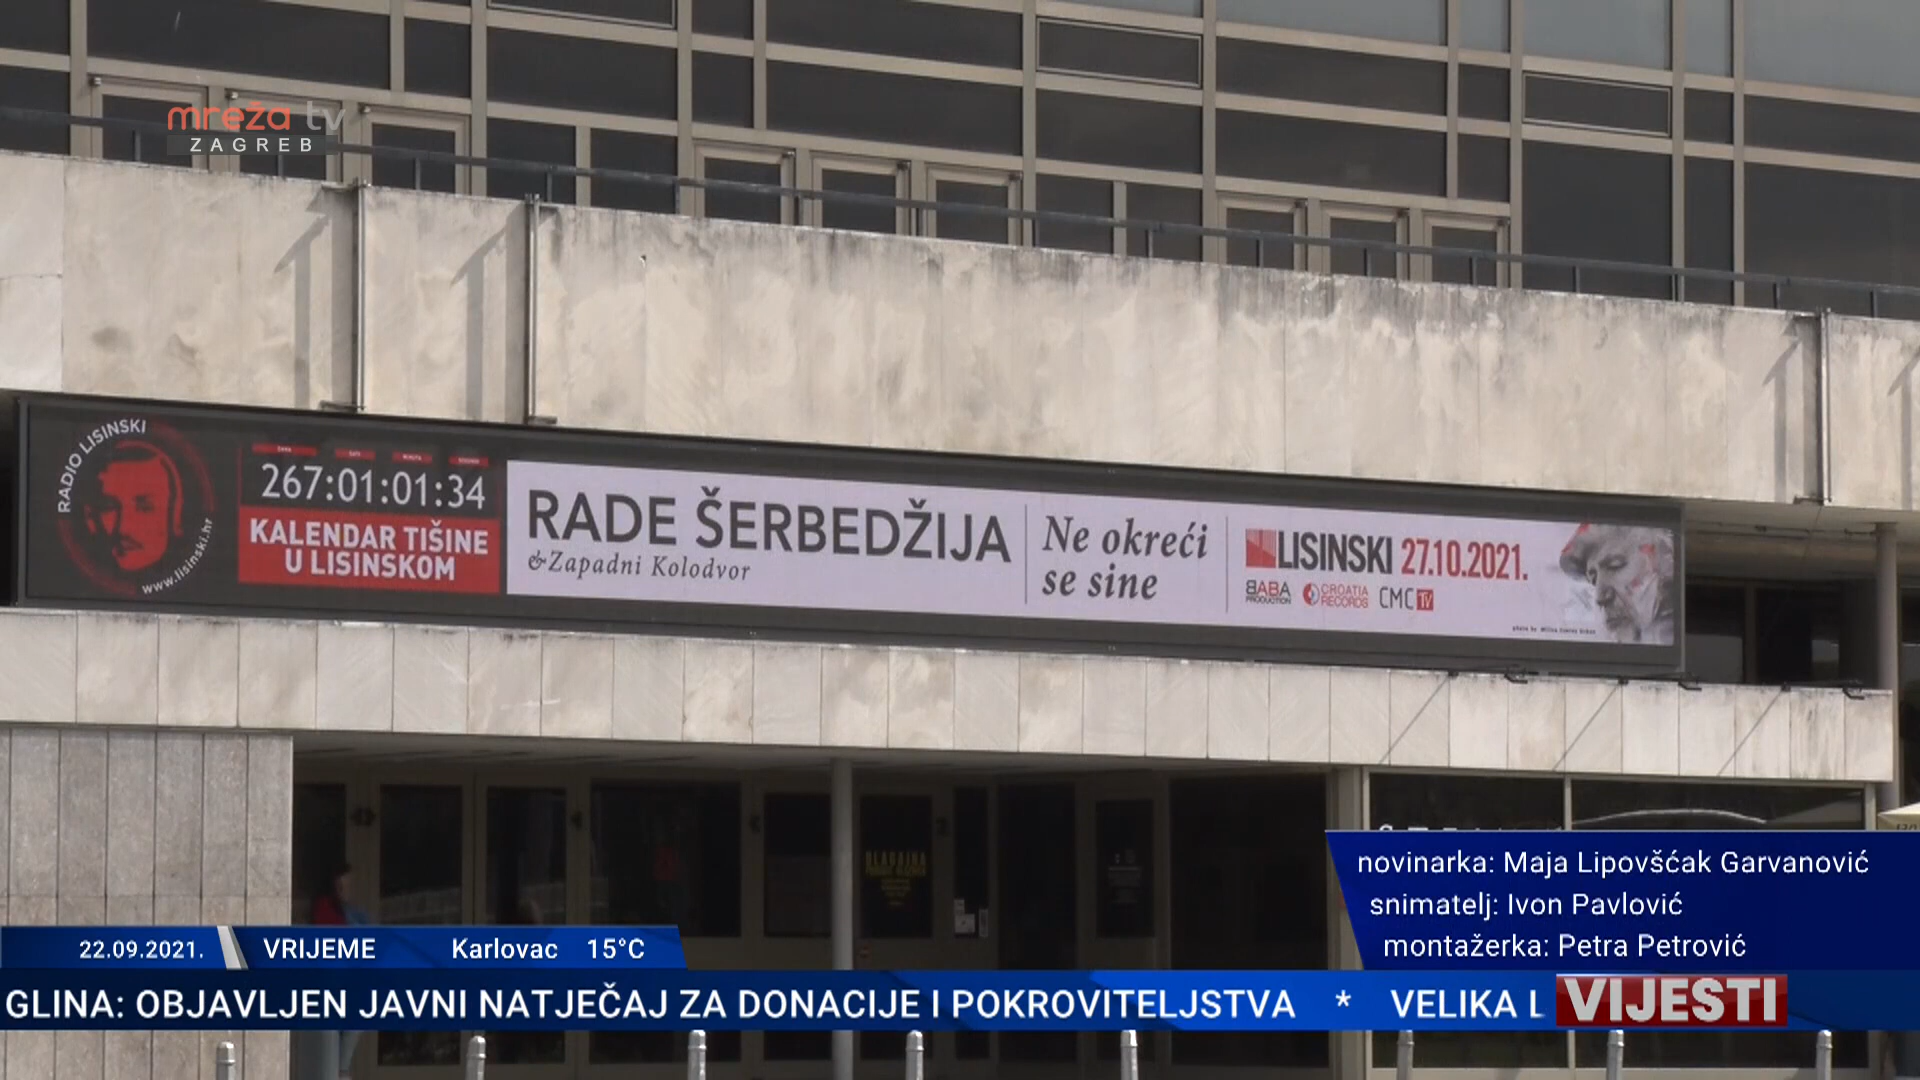 mreža tv
ZAGREB
RADIO LISINSKI
www.lisinski.hr
267:01:01:34
KALENDAR TIŠINE
U LISINSKOM
RADE ŠERBEDŽIJA
&Zapadni Kolodvor
Ne okreći
se sine
LISINSKI 27.10.2021.
BABA PRODUCTION
CROATIA RECORDS
CMC TV
BLAGAJNA
novinarka: Maja Lipovšćak Garvanović
snimatelj: Ivon Pavlović
montažerka: Petra Petrović
22.09.2021. VRIJEME Karlovac 15°C
GLINA: OBJAVLJEN JAVNI NATJEČAJ ZA DONACIJE I POKROVITELJSTVA * VELIKA L
VIJESTI